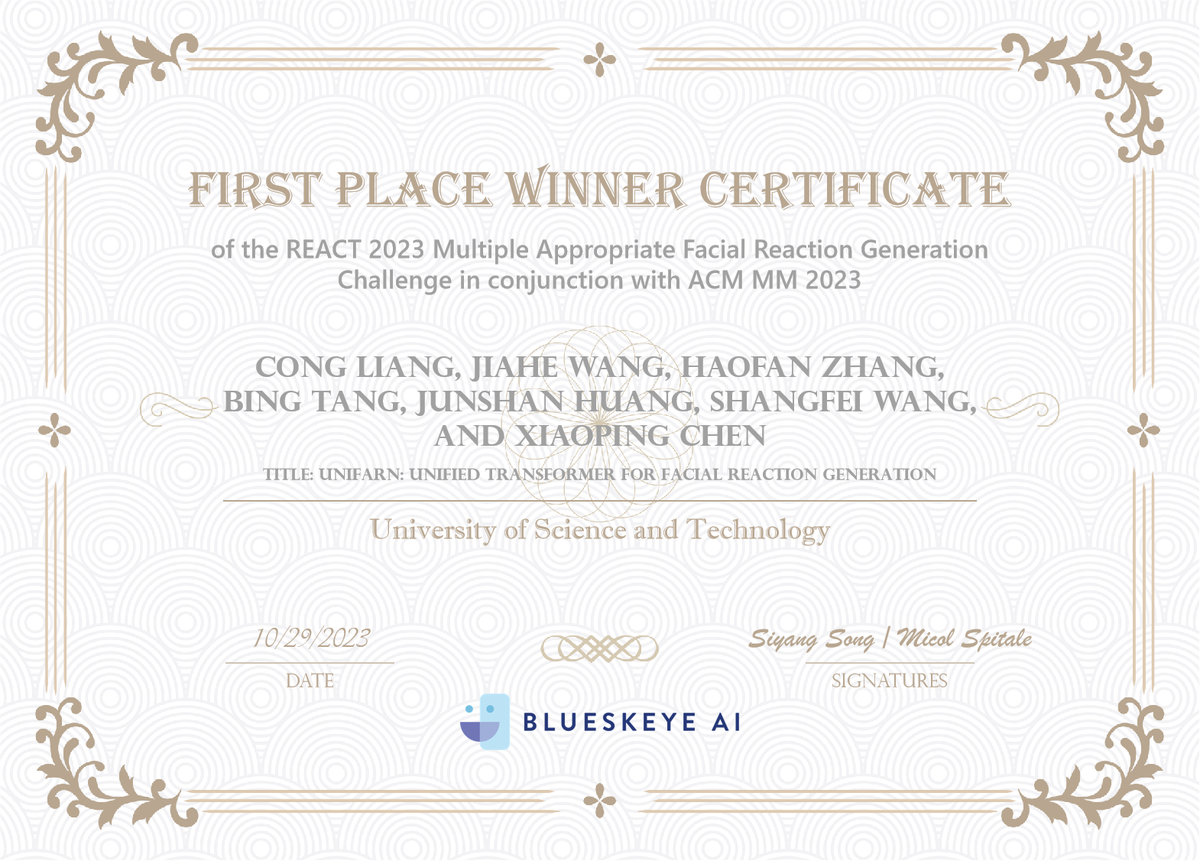 FIRST PLACE WINNER CERTIFICATE
of the REACT 2023 Multiple Appropriate Facial Reaction Generation
Challenge in conjunction with ACM MM 2023
CONG LIANG, JIAHE WANG, HAOFAN ZHANG,
BING TANG, JUNSHAN HUANG, SHANGFEI WANG,
AND XIAOPING CHEN
TITLE: UNIFARN: UNIFIED TRANSFORMER FOR FACIAL REACTION GENERATION
University of Science and Technology
10/29/2023
DATE
Siyang Song / Micol Spitale
SIGNATURES
BLUESKEYE AI